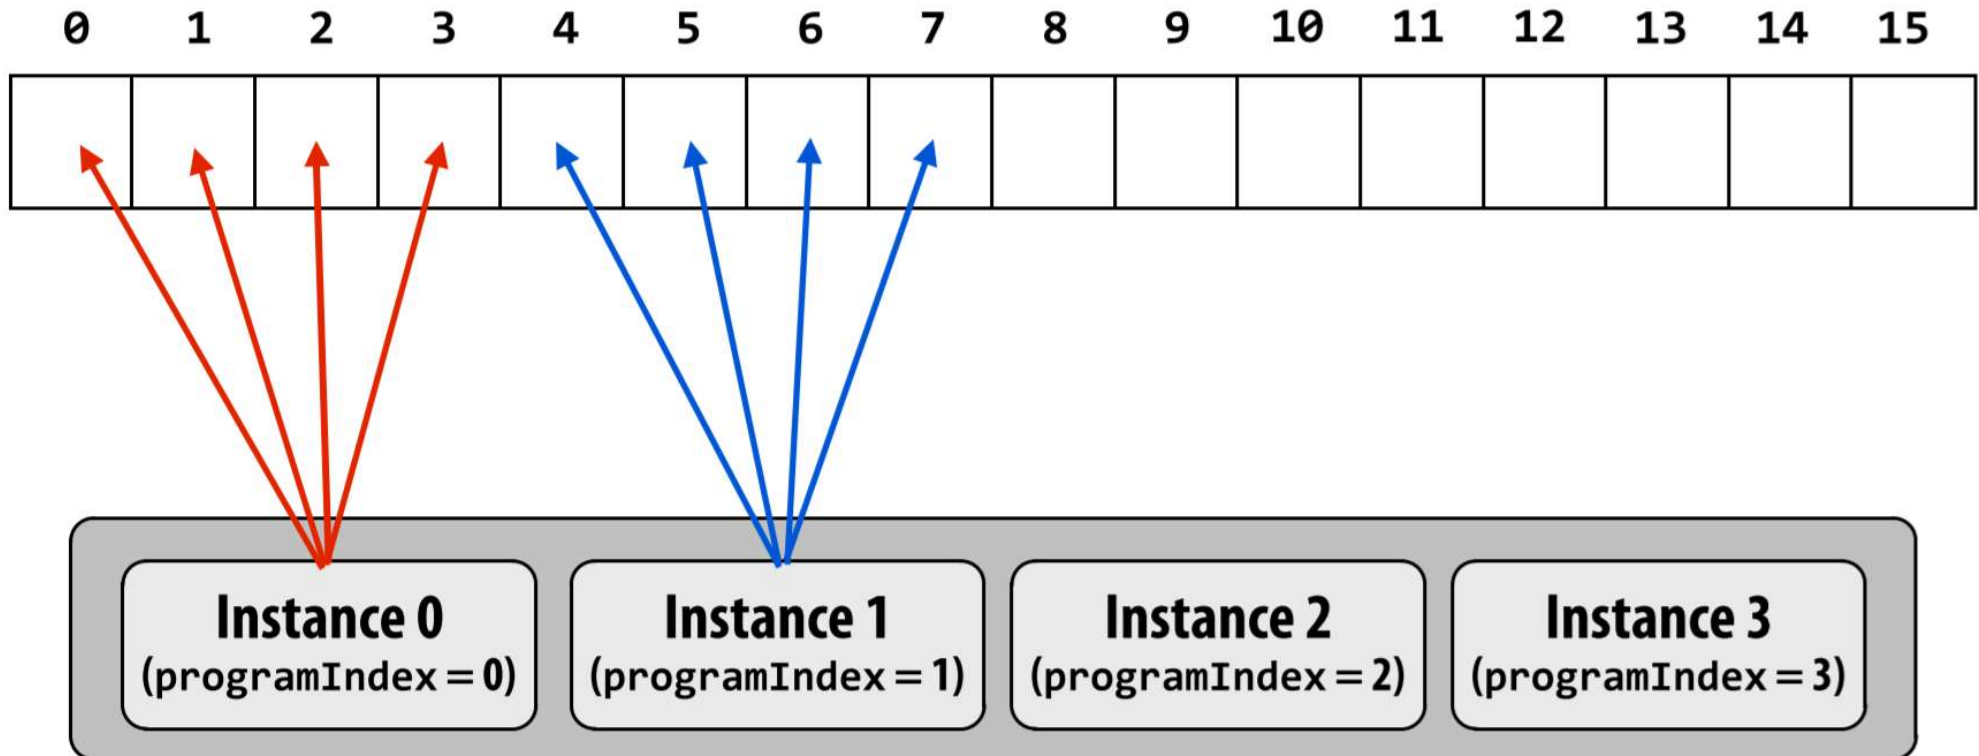 0 1 2 3 4 5 6 7 8 9 10 11 12 13 14 15
Instance 0
(programIndex = 0)
Instance 1
(programIndex = 1)
Instance 2
(programIndex = 2)
Instance 3
(programIndex = 3)